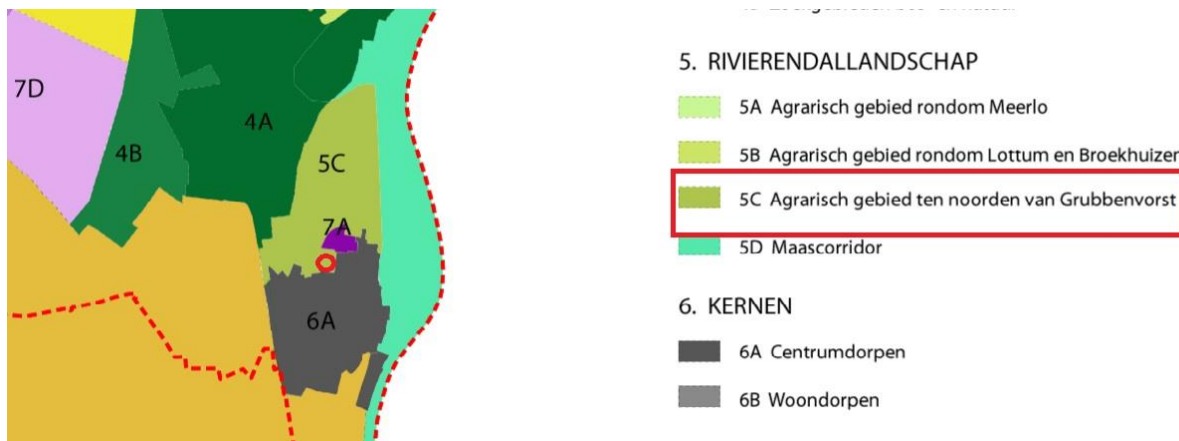 7D
4B
4A
5C
7A
6A
5. RIVIERENDALLANDSCHAP
5A Agrarisch gebied rondom Meerlo
5B Agrarisch gebied rondom Lottum en Broekhuizen
5C Agrarisch gebied ten noorden van Grubbenvorst
5D Maascorridor
6. KERNEN
6A Centrumdorpen
6B Woondorpen